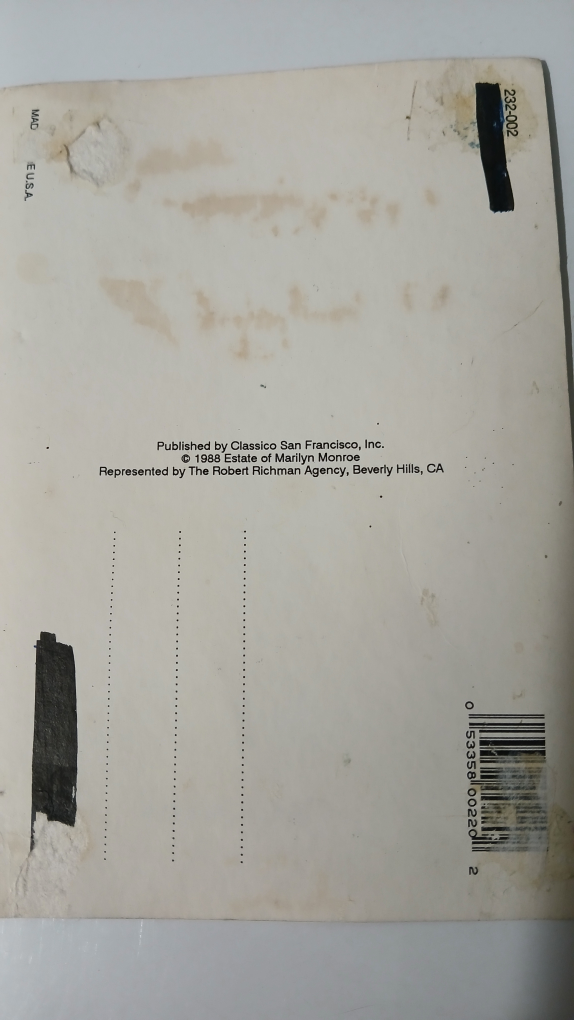 232-002
MAD E U.S.A.
Published by Classico San Francisco, Inc.
© 1988 Estate of Marilyn Monroe
Represented by The Robert Richman Agency, Beverly Hills, CA
0 53358 00220 2